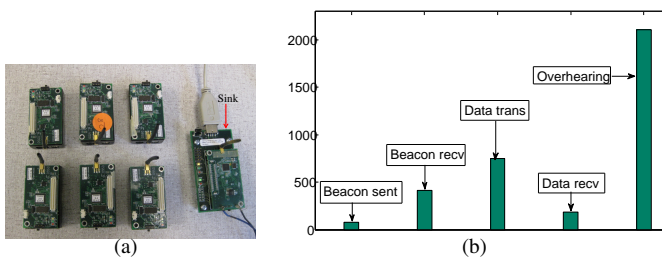 Sink
(a)
2000
1500
1000
500
0
Beacon sent
Beacon recv
Data trans
Data recv
Overhearing
(b)